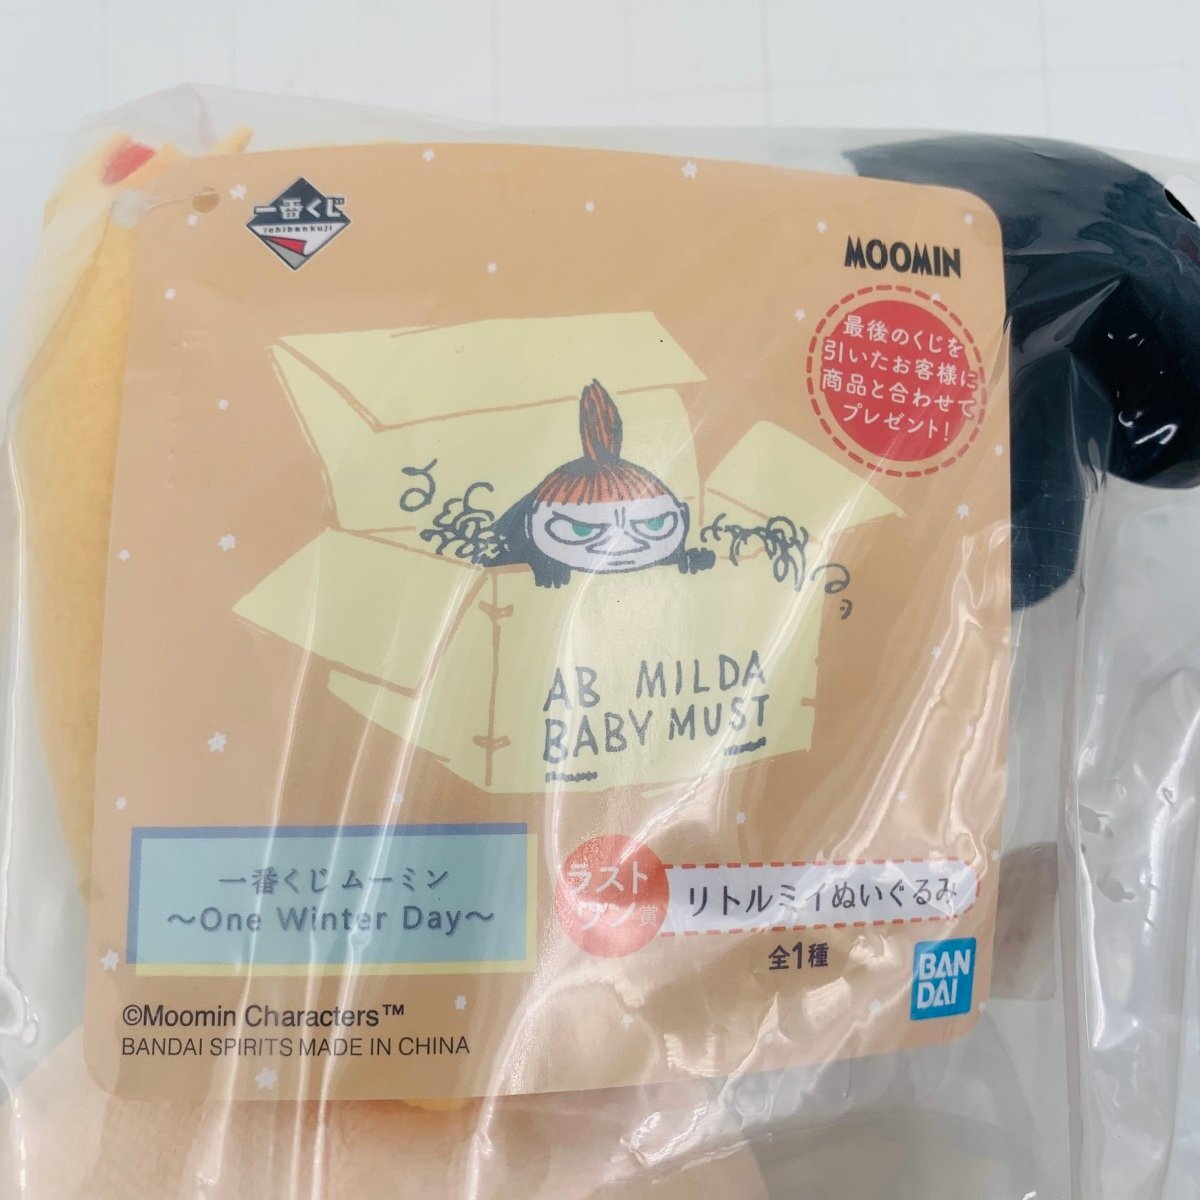 一番くじ
ichibankuji
MOOMIN
最後のくじを
引いたお客様に
商品と合わせて
プレゼント!
AB MILDA
BABY MUST
一番くじ ムーミン
〜One Winter Day〜
ラスト
ワン賞
リトルミイぬいぐるみ
全1種
BAN
DAI
©Moomin Characters™
BANDAI SPIRITS MADE IN CHINA